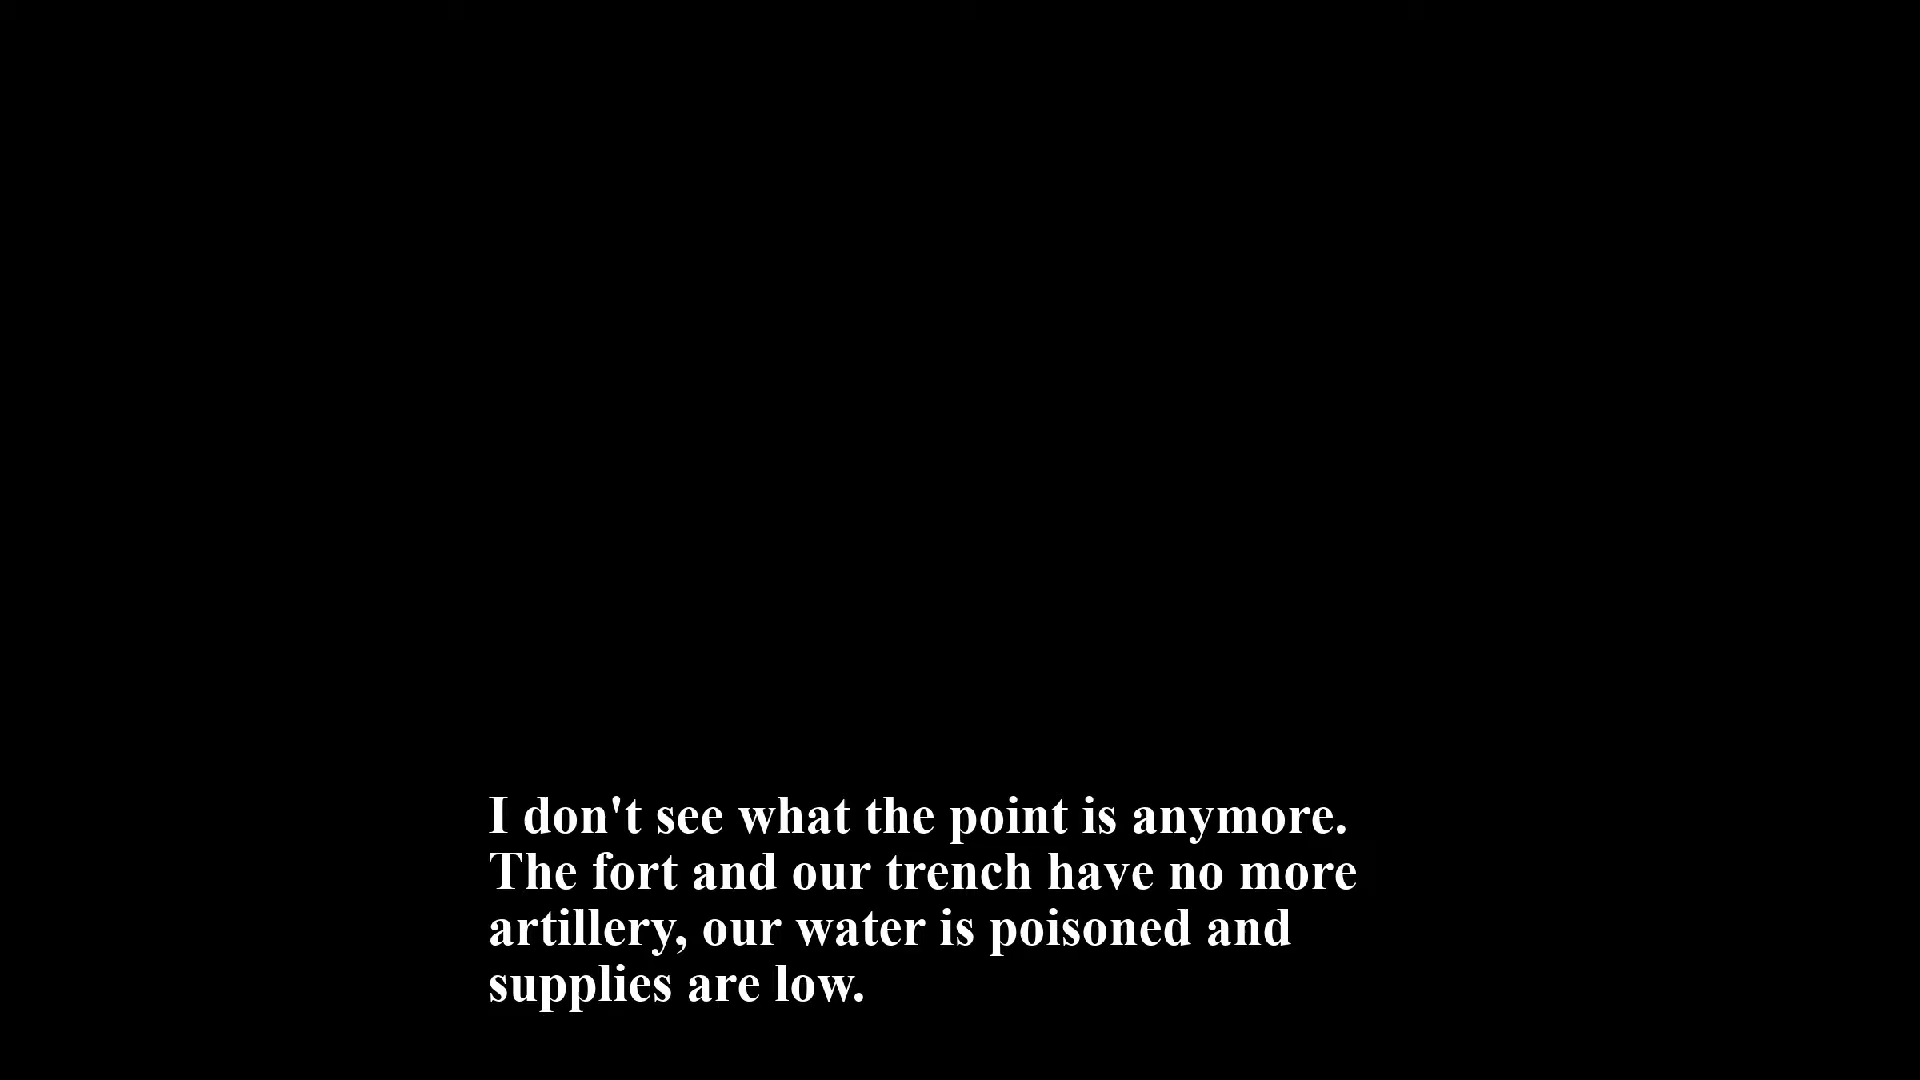 I don't see what the point is anymore.
The fort and our trench have no more
artillery, our water is poisoned and
supplies are low.